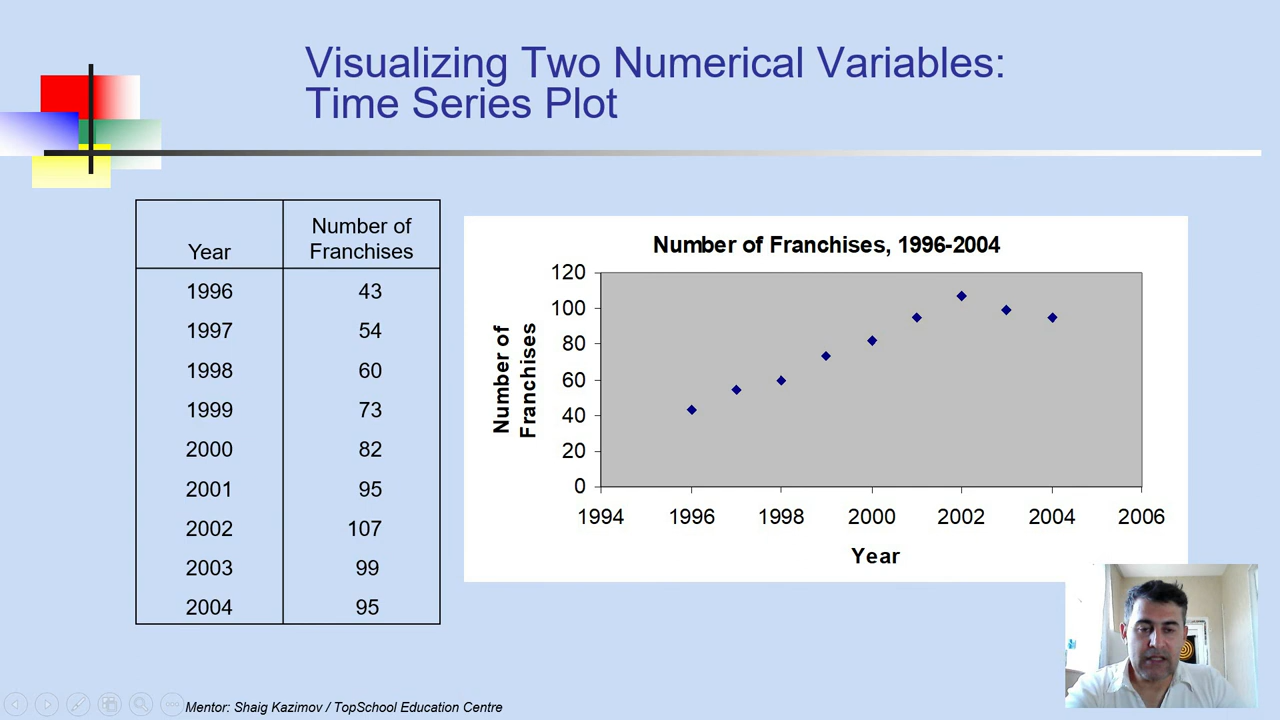 Visualizing Two Numerical Variables:
Time Series Plot
Year Number of Franchises
1996 43
1997 54
1998 60
1999 73
2000 82
2001 95
2002 107
2003 99
2004 95
Number of Franchises, 1996-2004
Number of
Franchises
120
100
80
60
40
20
0
1994 1996 1998 2000 2002 2004 2006
Year
Mentor: Shaig Kazimov / TopSchool Education Centre